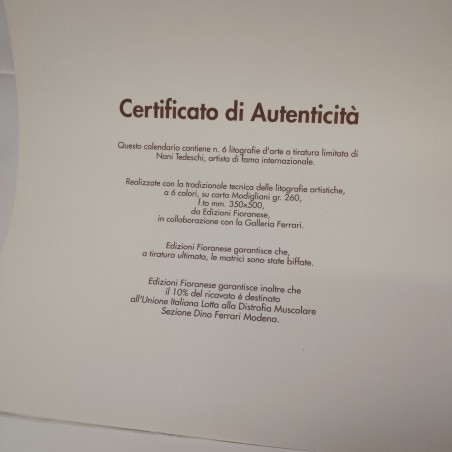 Certificato di Autenticità
Questo calendario contiene n. 6 litografie d'arte a tiratura limitata di
Nani Tedeschi, artista di fama internazionale.
Realizzate con la tradizionale tecnica delle litografie artistiche,
a 6 colori, su carta Modigliani gr. 260,
f.to mm. 350x500,
da Edizioni Fioranese,
in collaborazione con la Galleria Ferrari.
Edizioni Fioranese garantisce che,
a tiratura ultimata, le matrici sono state biffate.
Edizioni Fioranese garantisce inoltre che
il 10% del ricavato è destinato
all'Unione Italiana Lotta alla Distrofia Muscolare
Sezione Dino Ferrari Modena.